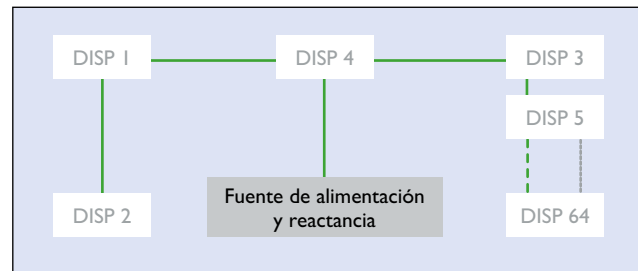 DISP 1
DISP 4
DISP 3
DISP 5
Fuente de alimentación
y reactancia
DISP 2
DISP 64